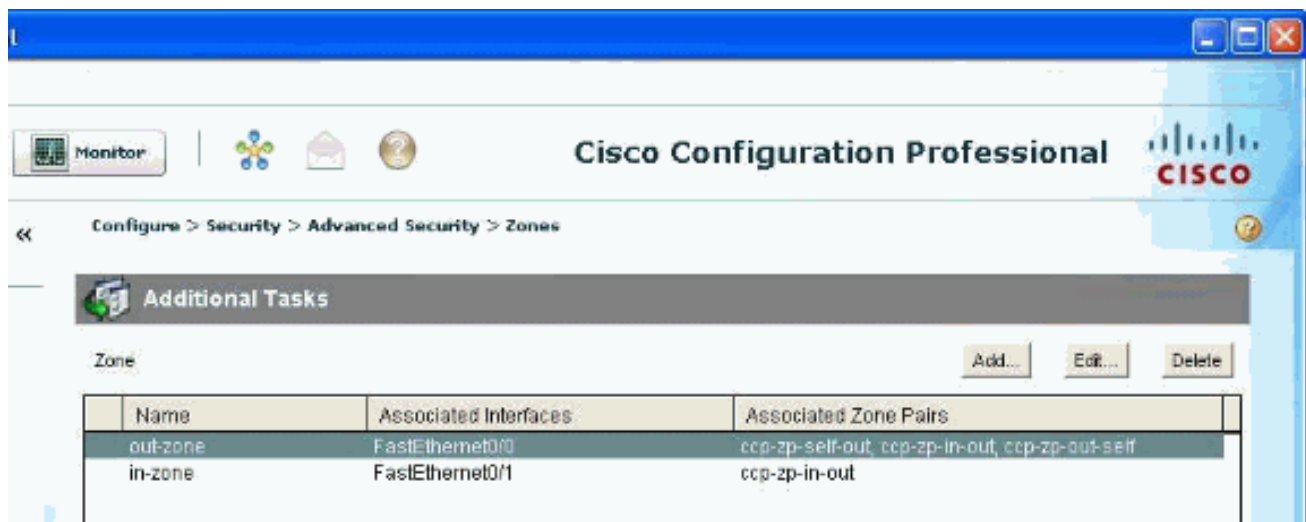 Monitor
Cisco Configuration Professional
CISCO
Configure > Security > Advanced Security > Zones
Additional Tasks
Zone
Add...
Edit...
Delete
Name Associated Interfaces Associated Zone Pairs
out-zone FastEthernet0/0 ccp-zp-self-out, ccp-zp-in-out, ccp-zp-out-self
in-zone FastEthernet0/1 ccp-zp-in-out